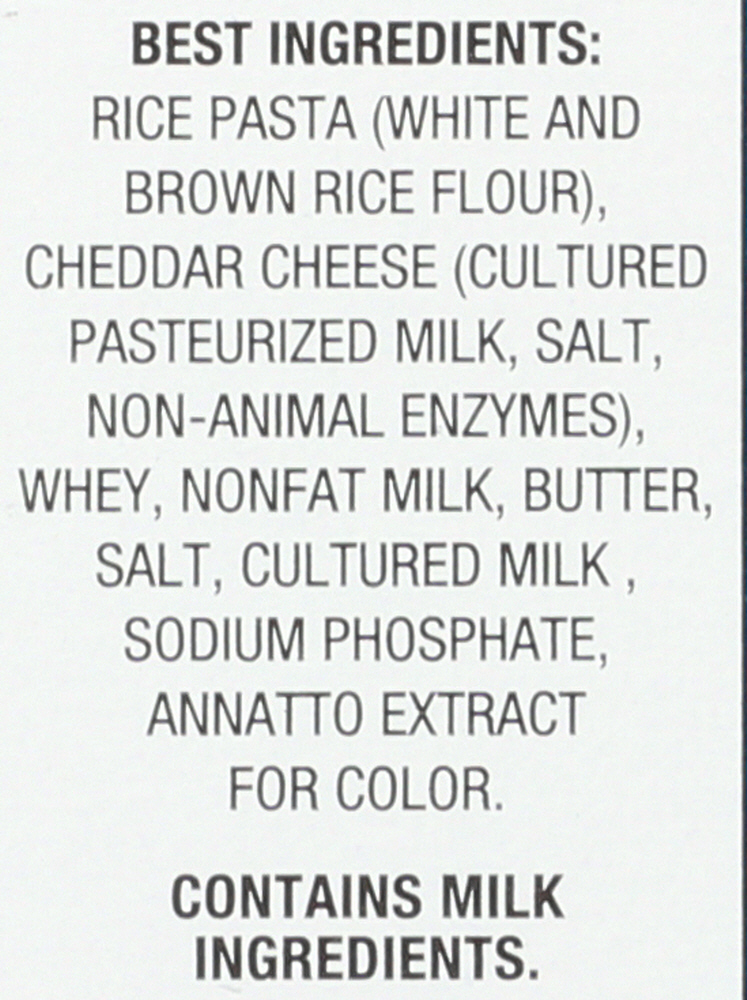 BEST INGREDIENTS:
RICE PASTA (WHITE AND
BROWN RICE FLOUR),
CHEDDAR CHEESE (CULTURED
PASTEURIZED MILK, SALT,
NON-ANIMAL ENZYMES),
WHEY, NONFAT MILK, BUTTER,
SALT, CULTURED MILK ,
SODIUM PHOSPHATE,
ANNATTO EXTRACT
FOR COLOR.
CONTAINS MILK
INGREDIENTS.